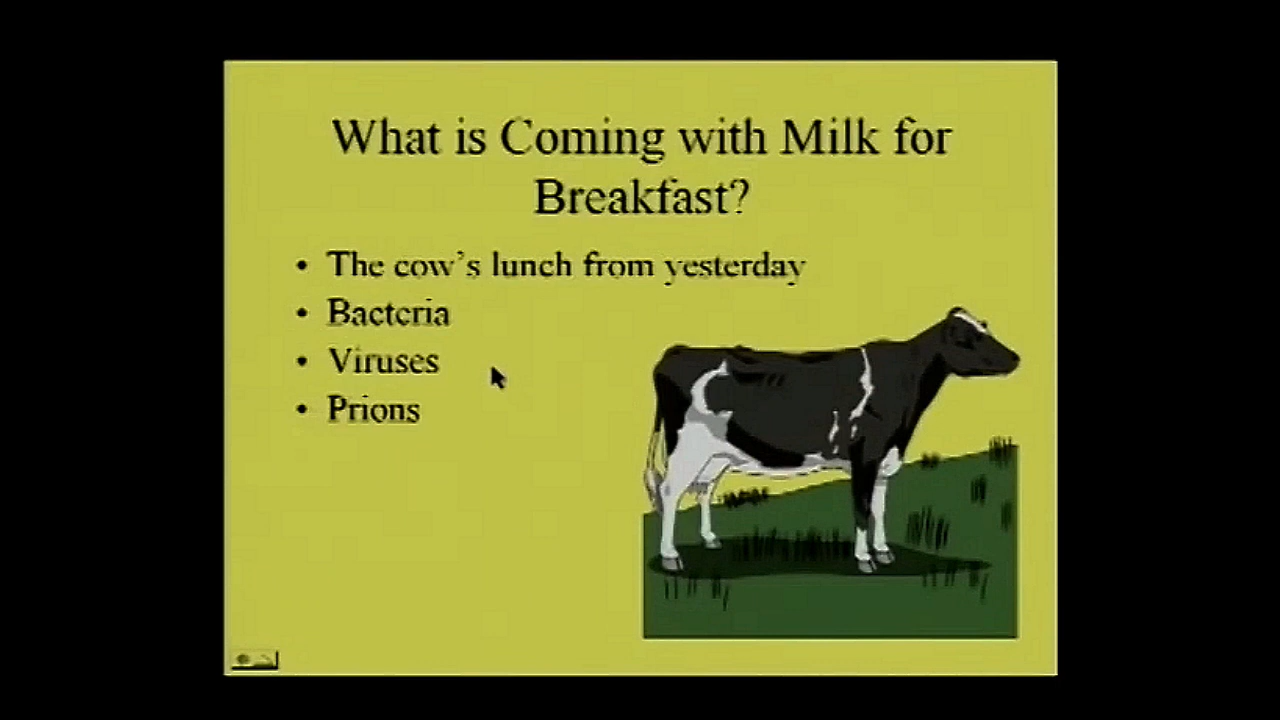 What is Coming with Milk for
Breakfast?
• The cow's lunch from yesterday
• Bacteria
• Viruses
• Prions